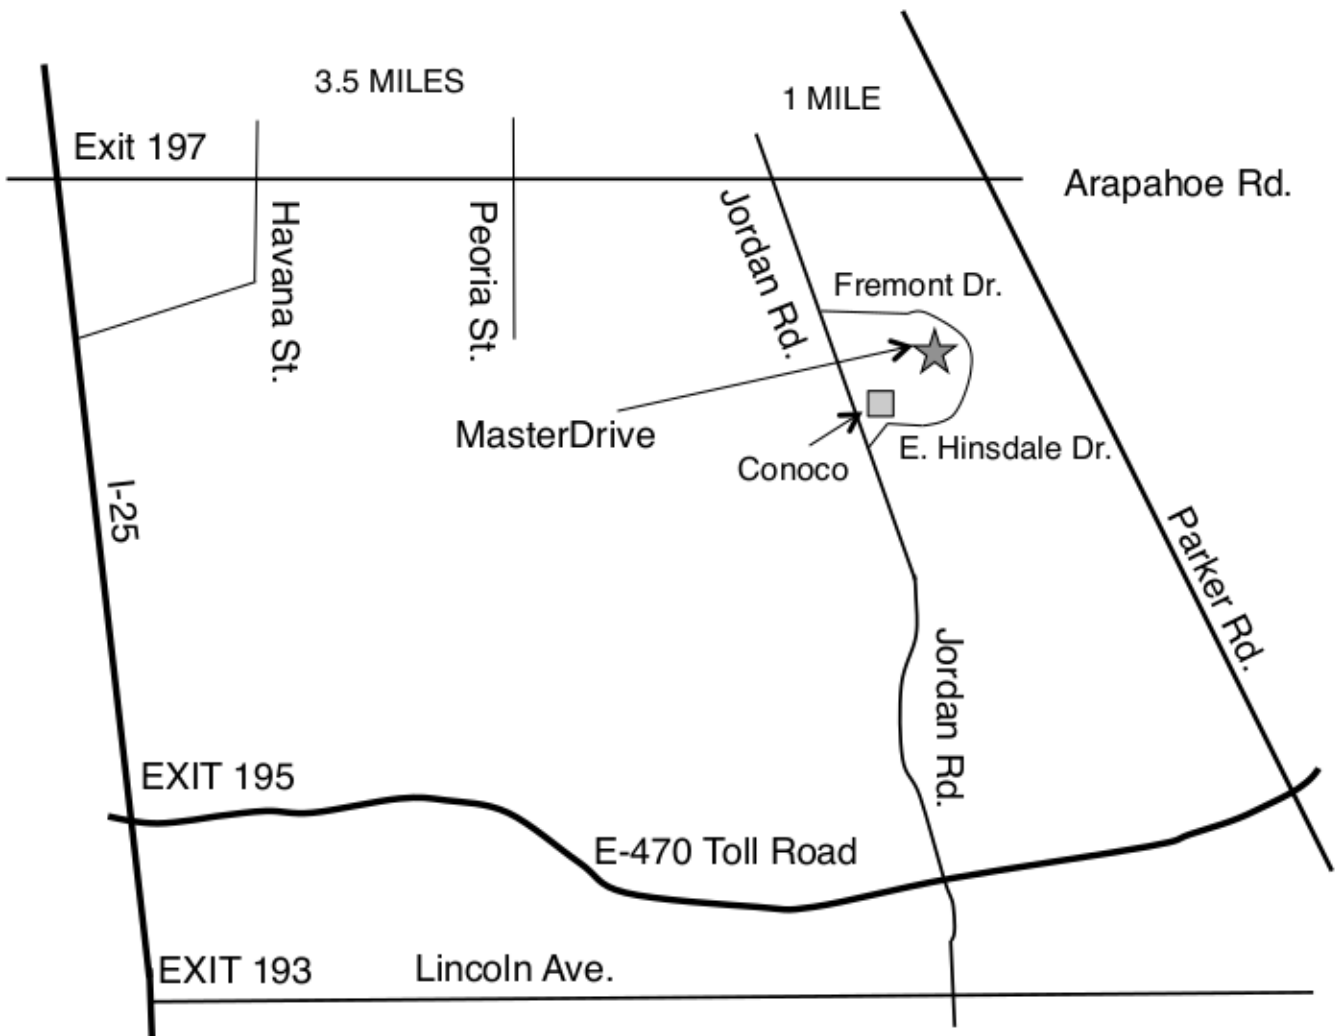 3.5 MILES
1 MILE
Exit 197
Arapahoe Rd.
Havana St.
Peoria St.
Jordan Rd.
Fremont Dr.
MasterDrive
Conoco
E. Hinsdale Dr.
I-25
Parker Rd.
Jordan Rd.
EXIT 195
E-470 Toll Road
EXIT 193
Lincoln Ave.